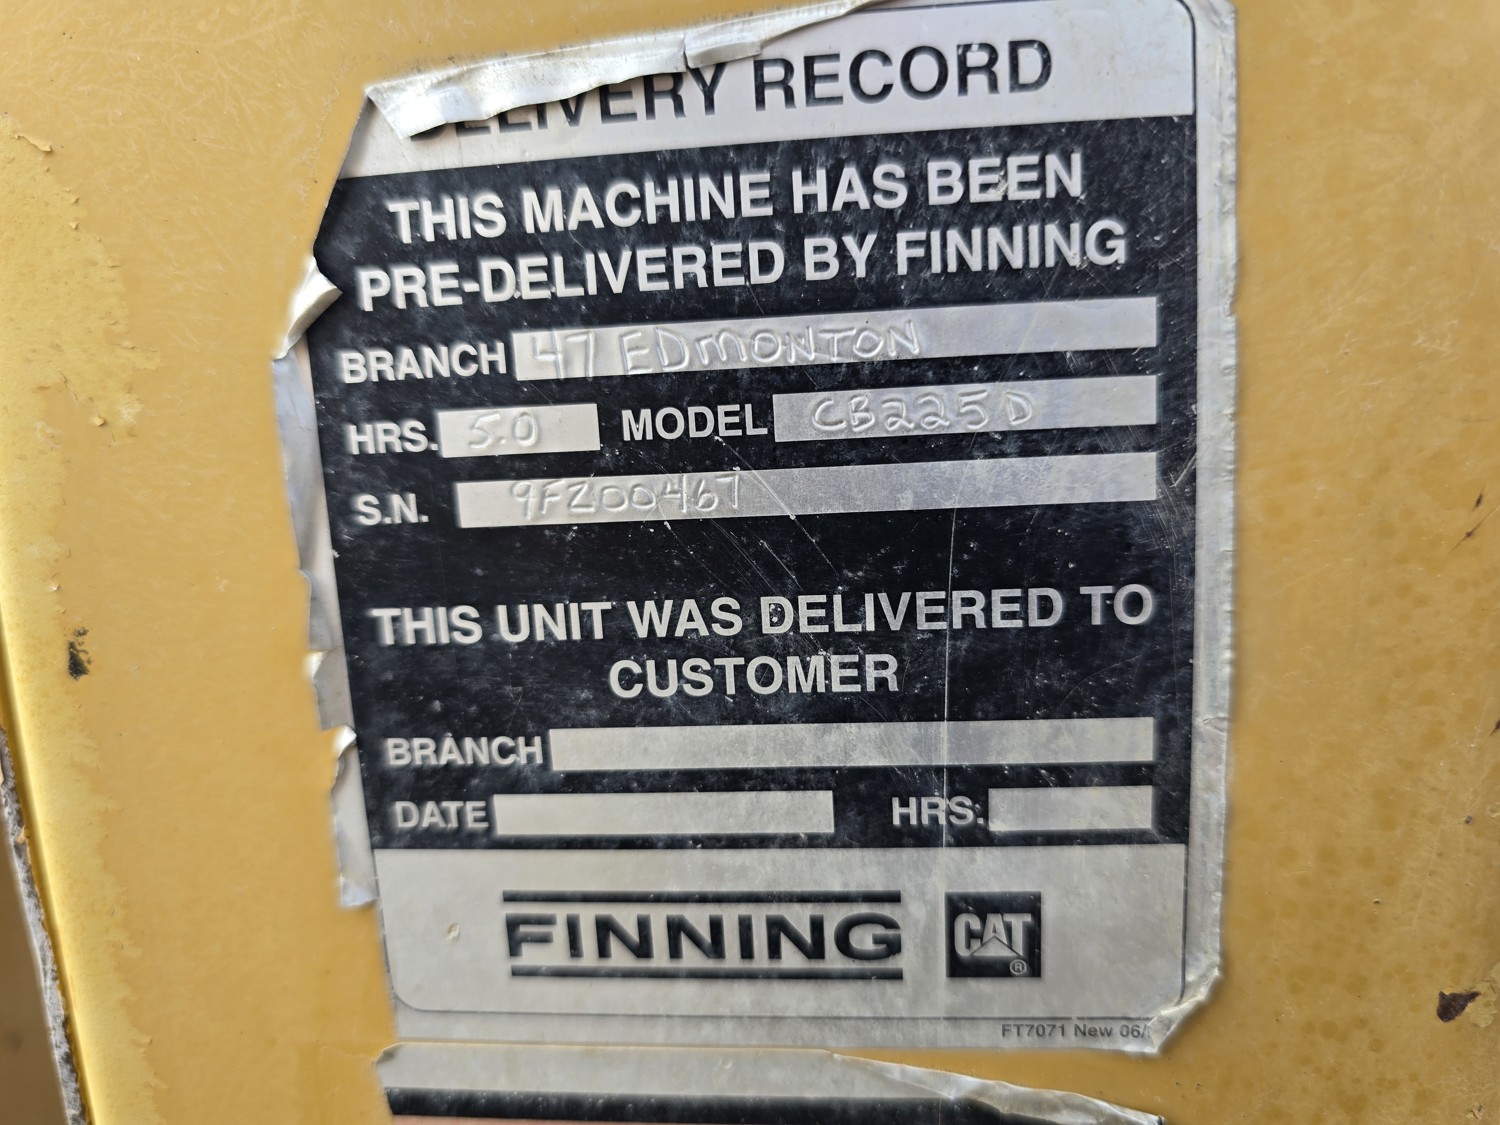 DELIVERY RECORD
THIS MACHINE HAS BEEN
PRE-DELIVERED BY FINNING
BRANCH 47 EDMONTON
HRS. 5.0 MODEL CB225D
S.N. 9FZ00467
THIS UNIT WAS DELIVERED TO
CUSTOMER
BRANCH
DATE HRS.
FINNING CAT ®
FT7071 New 06/